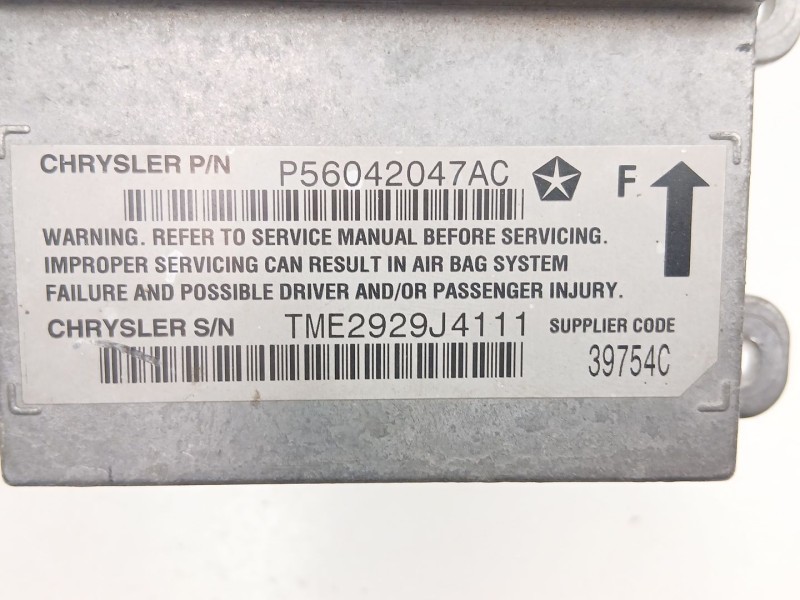 CHRYSLER P/N P56042047AC F
WARNING. REFER TO SERVICE MANUAL BEFORE SERVICING.
IMPROPER SERVICING CAN RESULT IN AIR BAG SYSTEM
FAILURE AND POSSIBLE DRIVER AND/OR PASSENGER INJURY.
CHRYSLER S/N TME2929J4111 SUPPLIER CODE
39754C